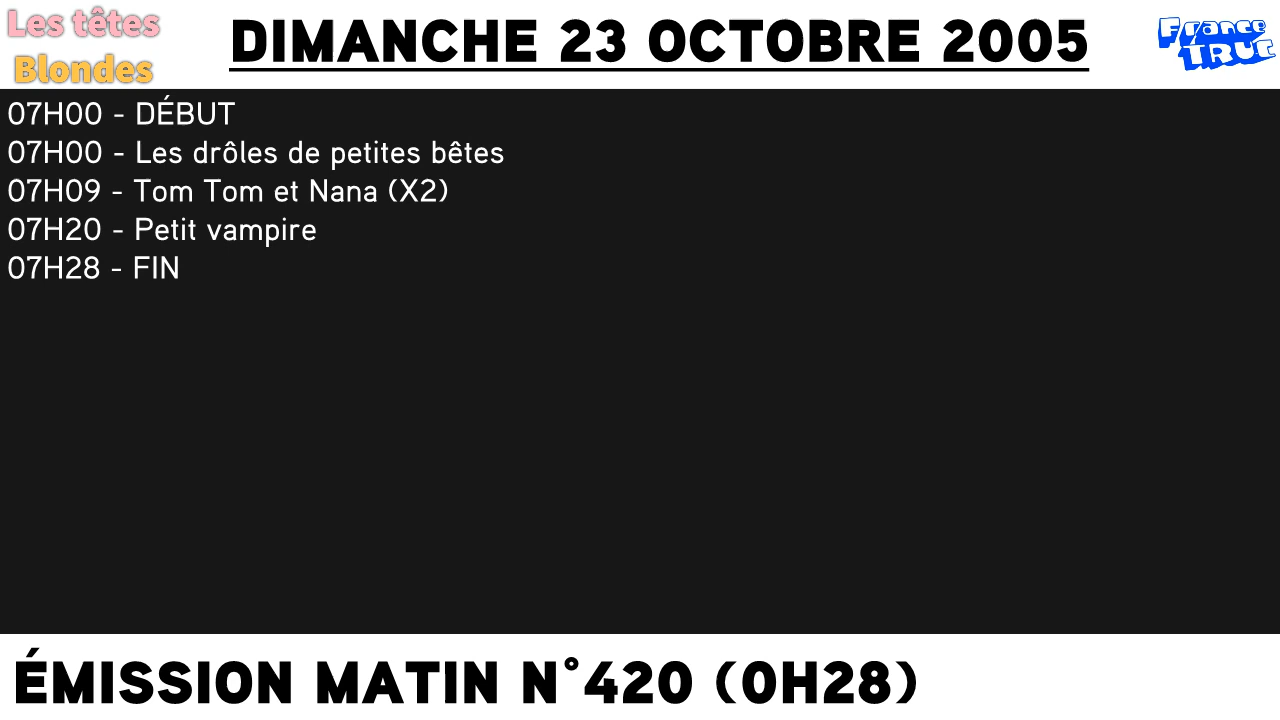 Les têtes
Blondes
DIMANCHE 23 OCTOBRE 2005
France
TRUC
07H00 - DÉBUT
07H00 - Les drôles de petites bêtes
07H09 - Tom Tom et Nana (X2)
07H20 - Petit vampire
07H28 - FIN
ÉMISSION MATIN N°420 (0H28)